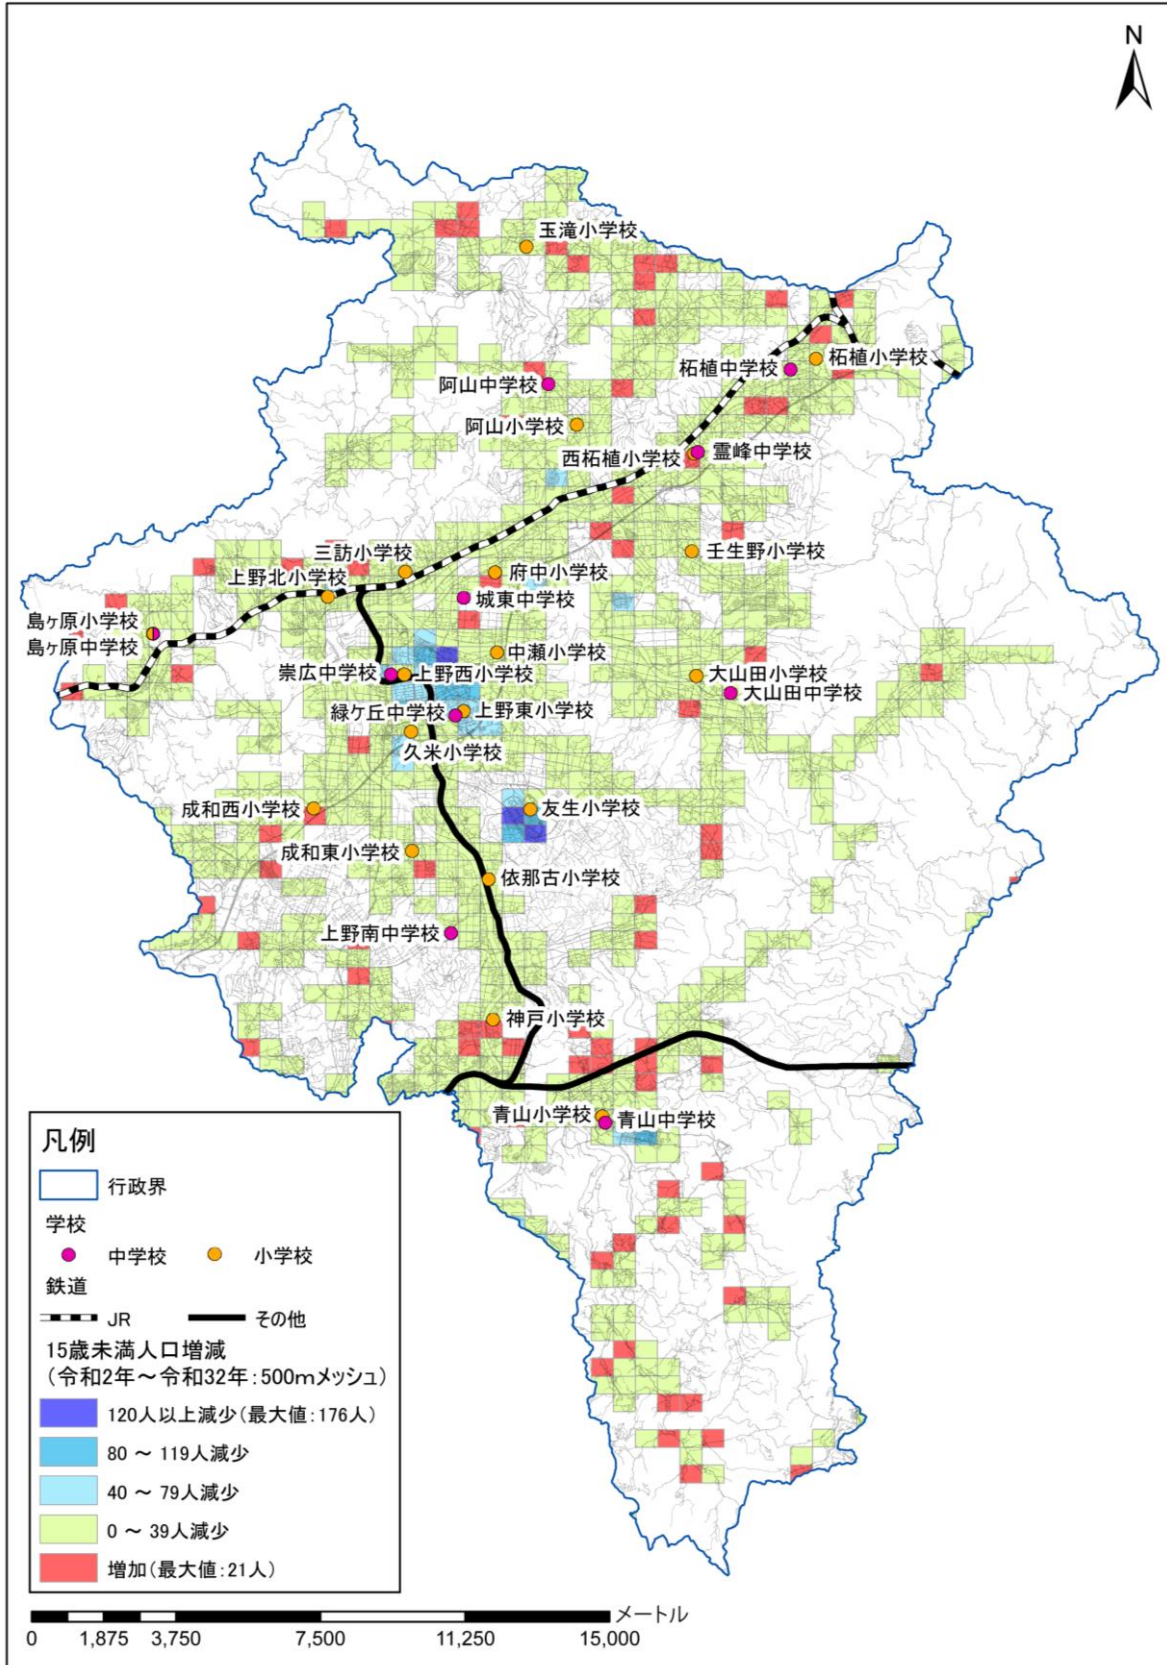 N
玉滝小学校
柘植小学校
柘植中学校
阿山中学校
阿山小学校
西柘植小学校
霊峰中学校
壬生野小学校
三訪小学校
府中小学校
上野北小学校
城東中学校
島ヶ原小学校
島ヶ原中学校
中瀬小学校
崇広中学校
上野西小学校
大山田小学校
大山田中学校
緑ケ丘中学校
上野東小学校
久米小学校
成和西小学校
友生小学校
成和東小学校
依那古小学校
上野南中学校
神戸小学校
青山小学校
青山中学校
凡例
行政界
学校
中学校
小学校
鉄道
JR
その他
15歳未満人口増減
(令和2年～令和32年:500mメッシュ)
120人以上減少(最大値:176人)
80 ～ 119人減少
40 ～ 79人減少
0 ～ 39人減少
増加(最大値:21人)
メートル
0 1,875 3,750 7,500 11,250 15,000